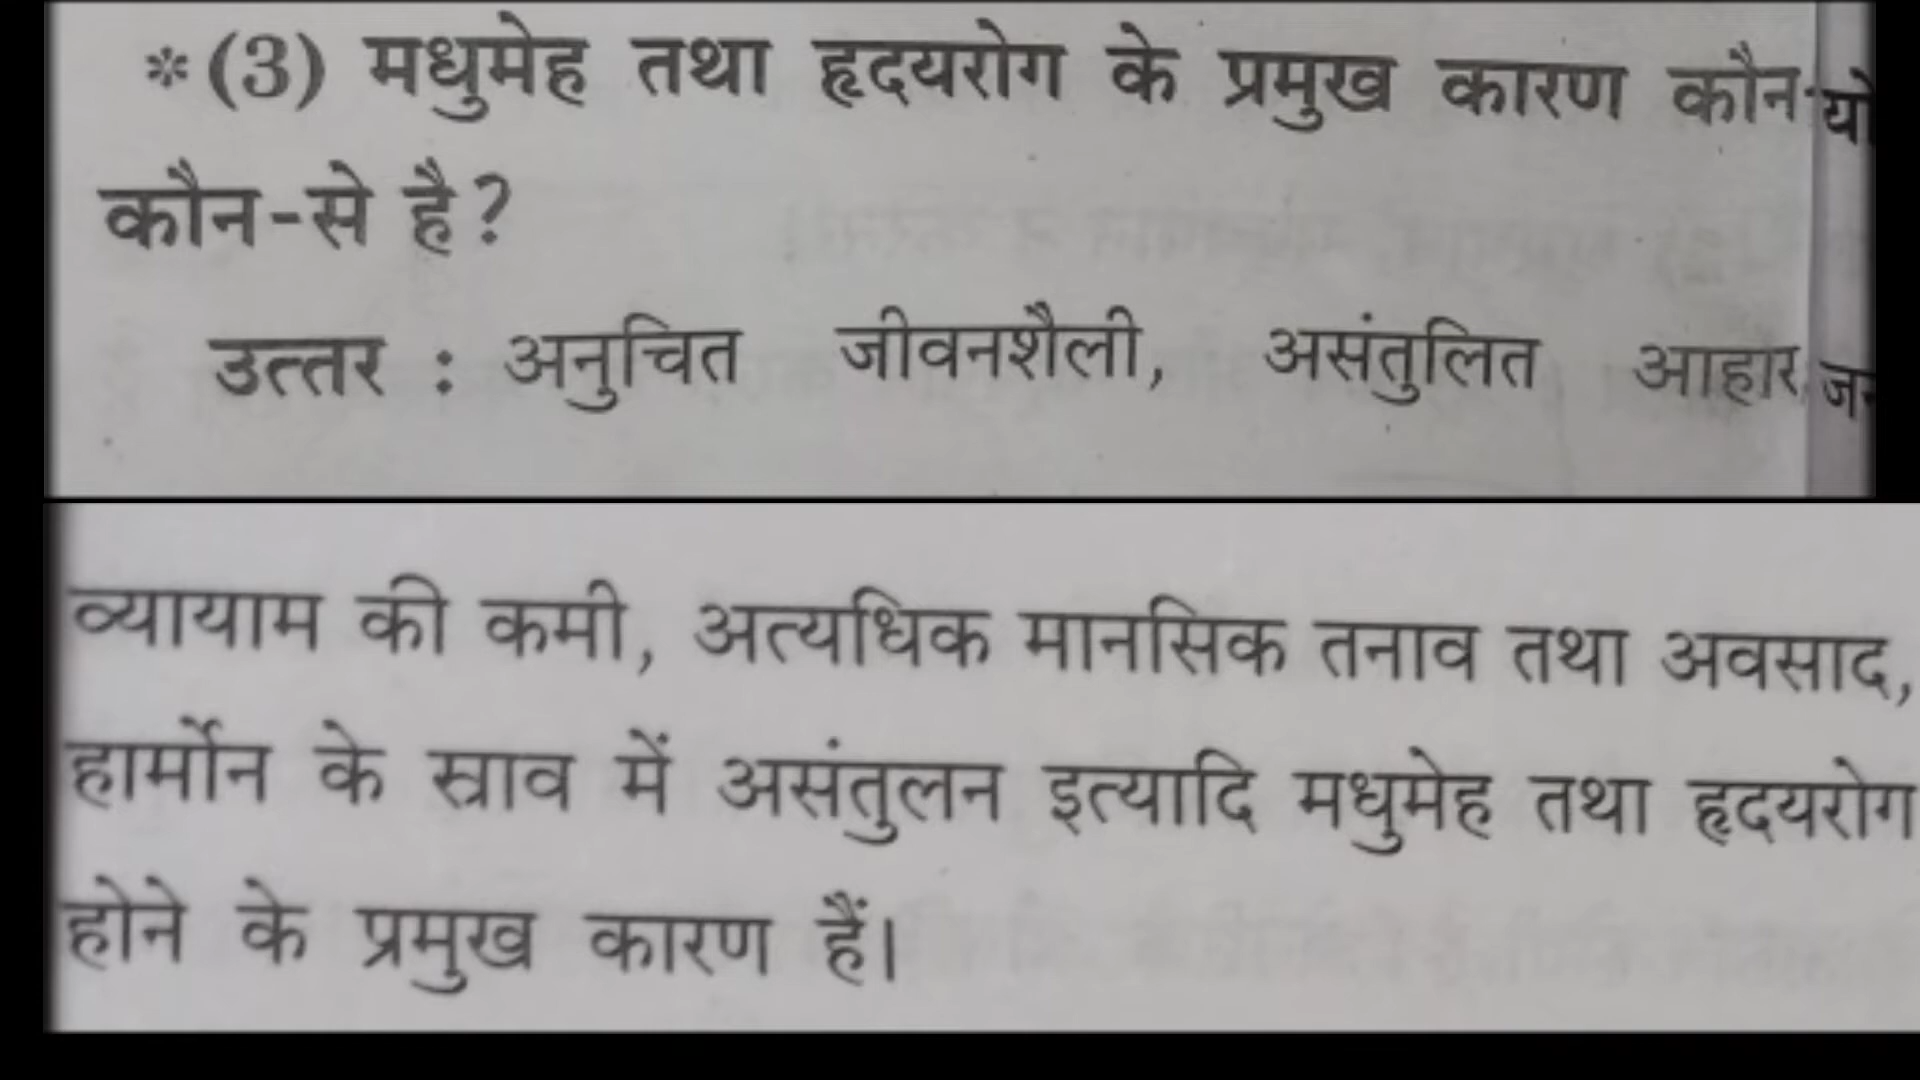 *(3) मधुमेह तथा हृदयरोग के प्रमुख कारण कौन-
कौन-से है?
उत्तर : अनुचित जीवनशैली, असंतुलित आहार,
व्यायाम की कमी, अत्यधिक मानसिक तनाव तथा अवसाद,
हार्मोन के स्राव में असंतुलन इत्यादि मधुमेह तथा हृदयरोग
होने के प्रमुख कारण हैं।